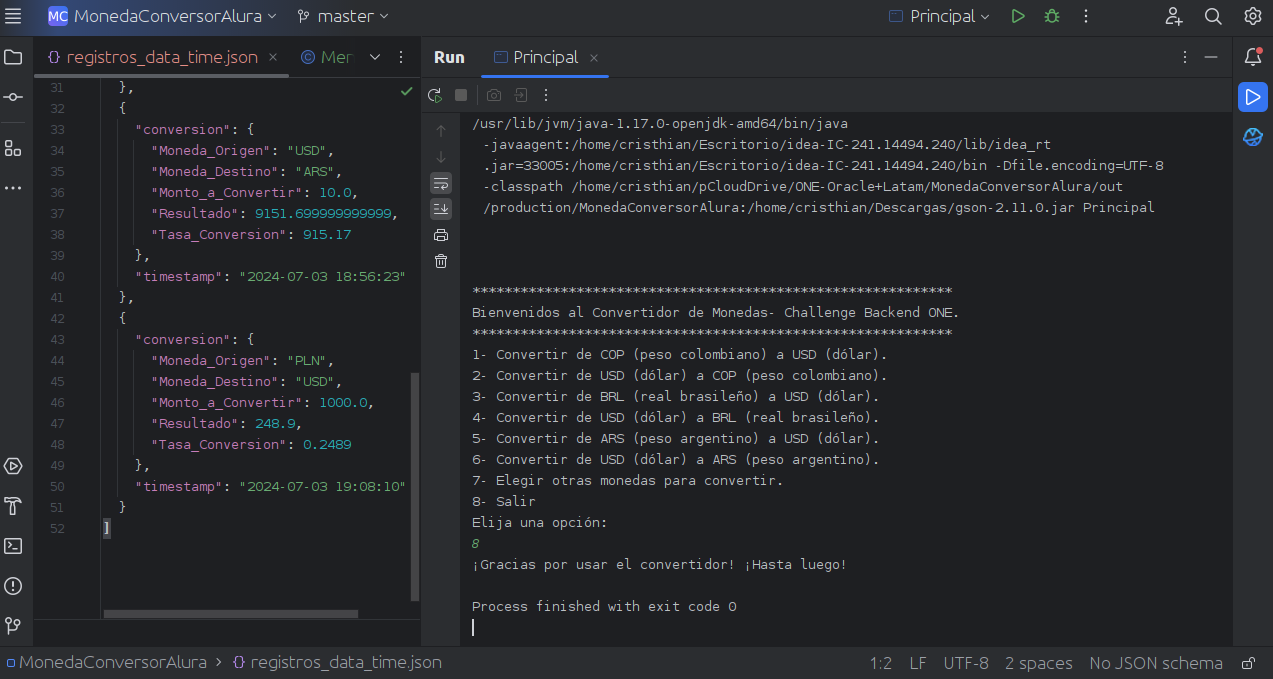 MC MonedaConversorAlura master Principal
registros_data_time.json Mer
Run Principal
31 },
32 {
33 "conversion": {
34 "Moneda_Origen": "USD",
35 "Moneda_Destino": "ARS",
36 "Monto_a_Convertir": 10.0,
37 "Resultado": 9151.699999999999,
38 "Tasa_Conversion": 915.17
39 },
40 "timestamp": "2024-07-03 18:56:23"
41 },
42 {
43 "conversion": {
44 "Moneda_Origen": "PLN",
45 "Moneda_Destino": "USD",
46 "Monto_a_Convertir": 1000.0,
47 "Resultado": 248.9,
48 "Tasa_Conversion": 0.2489
49 },
50 "timestamp": "2024-07-03 19:08:10"
51 }
52 ]
/usr/lib/jvm/java-1.17.0-openjdk-amd64/bin/java
-javaagent:/home/cristhian/Escritorio/idea-IC-241.14494.240/lib/idea_rt
.jar=33005:/home/cristhian/Escritorio/idea-IC-241.14494.240/bin -Dfile.encoding=UTF-8
-classpath /home/cristhian/pCloudDrive/ONE-Oracle+Latam/MonedaConversorAlura/out
/production/MonedaConversorAlura:/home/cristhian/Descargas/gson-2.11.0.jar Principal
************************************************************
Bienvenidos al Convertidor de Monedas- Challenge Backend ONE.
************************************************************
1- Convertir de COP (peso colombiano) a USD (dólar).
2- Convertir de USD (dólar) a COP (peso colombiano).
3- Convertir de BRL (real brasileño) a USD (dólar).
4- Convertir de USD (dólar) a BRL (real brasileño).
5- Convertir de ARS (peso argentino) a USD (dólar).
6- Convertir de USD (dólar) a ARS (peso argentino).
7- Elegir otras monedas para convertir.
8- Salir
Elija una opción:
8
¡Gracias por usar el convertidor! ¡Hasta luego!
Process finished with exit code 0
MonedaConversorAlura > {} registros_data_time.json
1:2 LF UTF-8 2 spaces No JSON schema